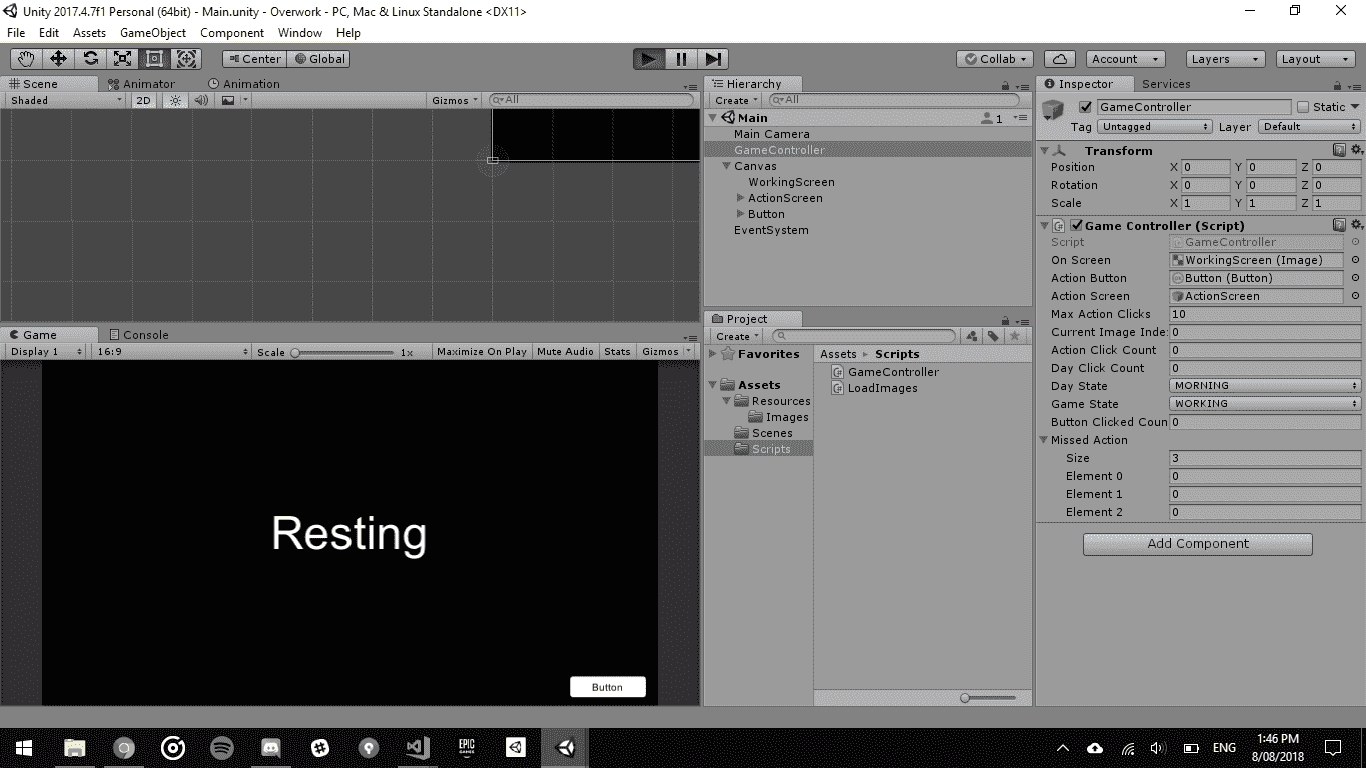 Unity 2017.4.7f1 Personal (64bit) - Main.unity - Overwork - PC, Mac & Linux Standalone <DX11>
File Edit Assets GameObject Component Window Help
Center Global
Collab Account Layers Layout
Scene Animator Animation
Shaded 2D Gizmos All
Game Console
Display 1 16:9 Scale 1x Maximize On Play Mute Audio Stats Gizmos
Resting
Button
Hierarchy
Create All
Main 1
Main Camera
GameController
Canvas
WorkingScreen
ActionScreen
Button
EventSystem
Project
Create
Favorites
Assets
Resources
Images
Scenes
Scripts
Assets Scripts
GameController
LoadImages
Inspector Services
GameController Static
Tag Untagged Layer Default
Transform
Position X 0 Y 0 Z 0
Rotation X 0 Y 0 Z 0
Scale X 1 Y 1 Z 1
Game Controller (Script)
Script GameController
On Screen WorkingScreen (Image)
Action Button Button (Button)
Action Screen ActionScreen
Max Action Clicks 10
Current Image Inde: 0
Action Click Count 0
Day Click Count 0
Day State MORNING
Game State WORKING
Button Clicked Coun 0
Missed Action
Size 3
Element 0 0
Element 1 0
Element 2 0
Add Component
EPIC GAMES
ENG
1:46 PM
8/08/2018